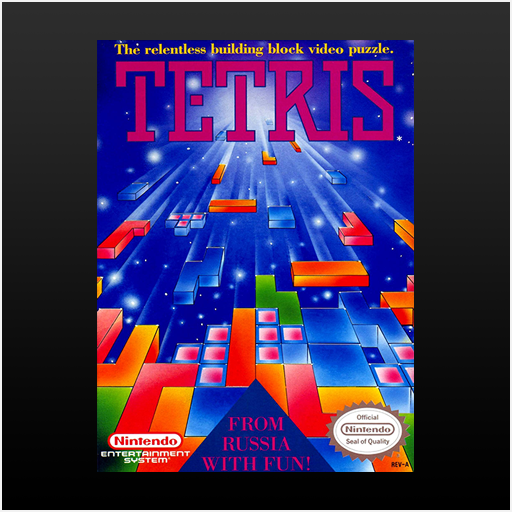 The relentless building block video puzzle.
TETRIS*
FROM
RUSSIA
WITH FUN!
Nintendo
ENTERTAINMENT
SYSTEM®
Official
Nintendo
Seal of Quality
REV-A